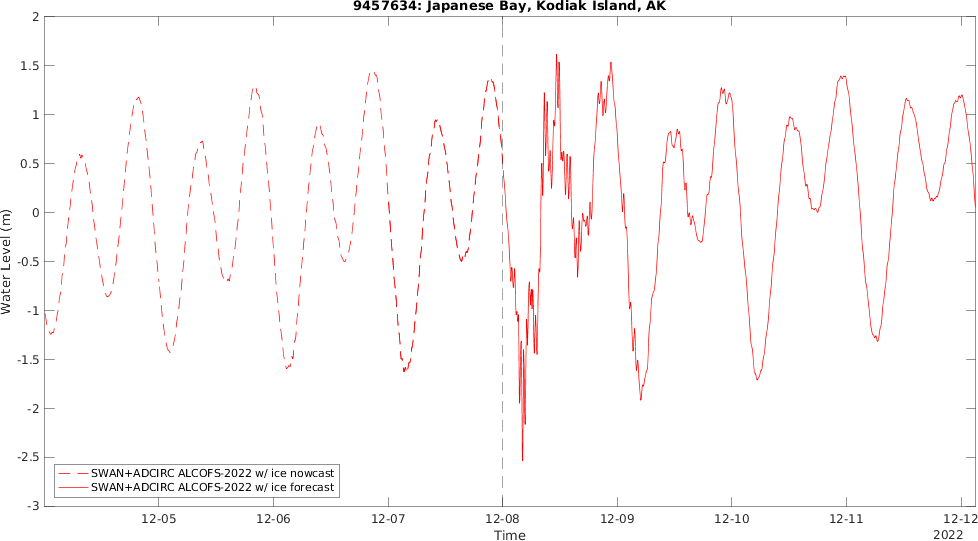 9457634: Japanese Bay, Kodiak Island, AK
2
1.5
1
0.5
0
-0.5
-1
-1.5
-2
-2.5
-3
Water Level (m)
SWAN+ADCIRC ALCOFS-2022 w/ ice nowcast
SWAN+ADCIRC ALCOFS-2022 w/ ice forecast
12-05 12-06 12-07 12-08 12-09 12-10 12-11 12-12
Time
2022